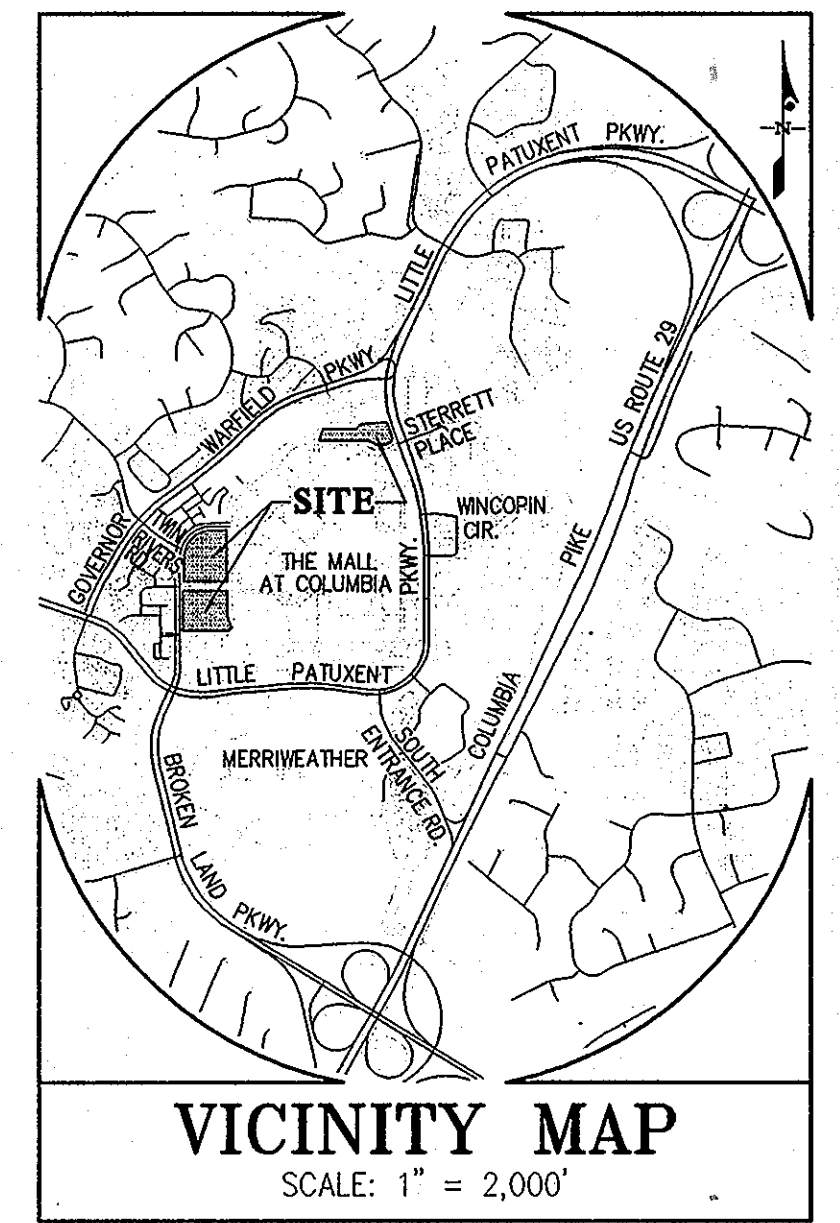 PATUXENT PKWY.
N
LITTLE
US ROUTE 29
PKWY.
WARFIELD
STERRETT
PLACE
SITE
WINCOPIN
CIR.
GOVERNOR
TWIN
RIVERS
RD.
THE MALL
AT COLUMBIA
PKWY.
PIKE
LITTLE PATUXENT
COLUMBIA
SOUTH
ENTRANCE RD.
MERRIWEATHER
BROKEN
LAND PKWY.
VICINITY MAP
SCALE: 1" = 2,000'